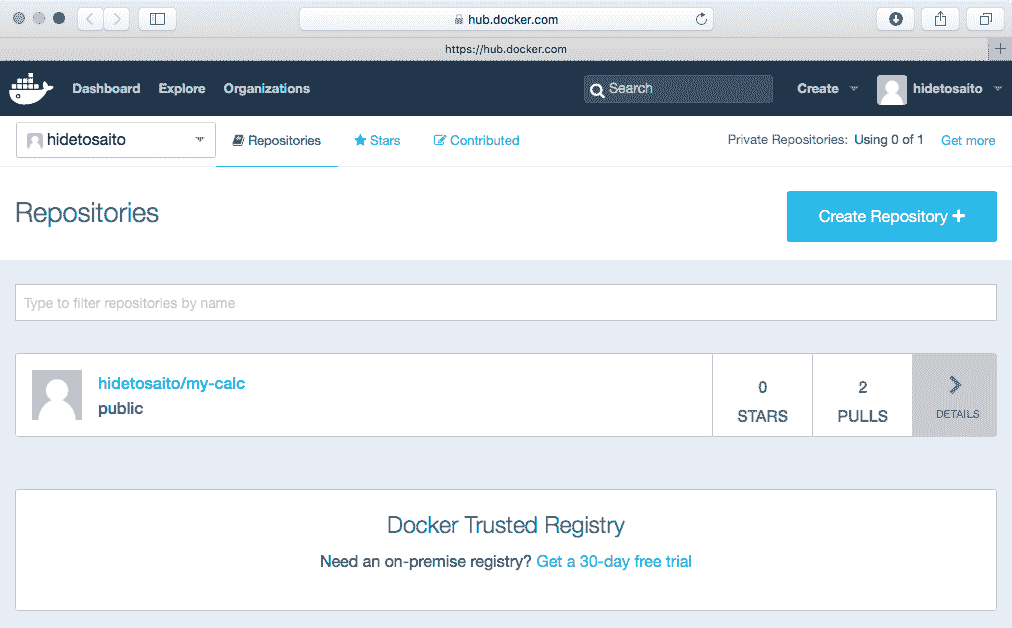 hub.docker.com
https://hub.docker.com
Dashboard Explore Organizations Search Create hidetosaito
hidetosaito Repositories Stars Contributed Private Repositories: Using 0 of 1 Get more
Repositories
Create Repository
Type to filter repositories by name
hidetosaito/my-calc
public
0
STARS
2
PULLS
DETAILS
Docker Trusted Registry
Need an on-premise registry? Get a 30-day free trial